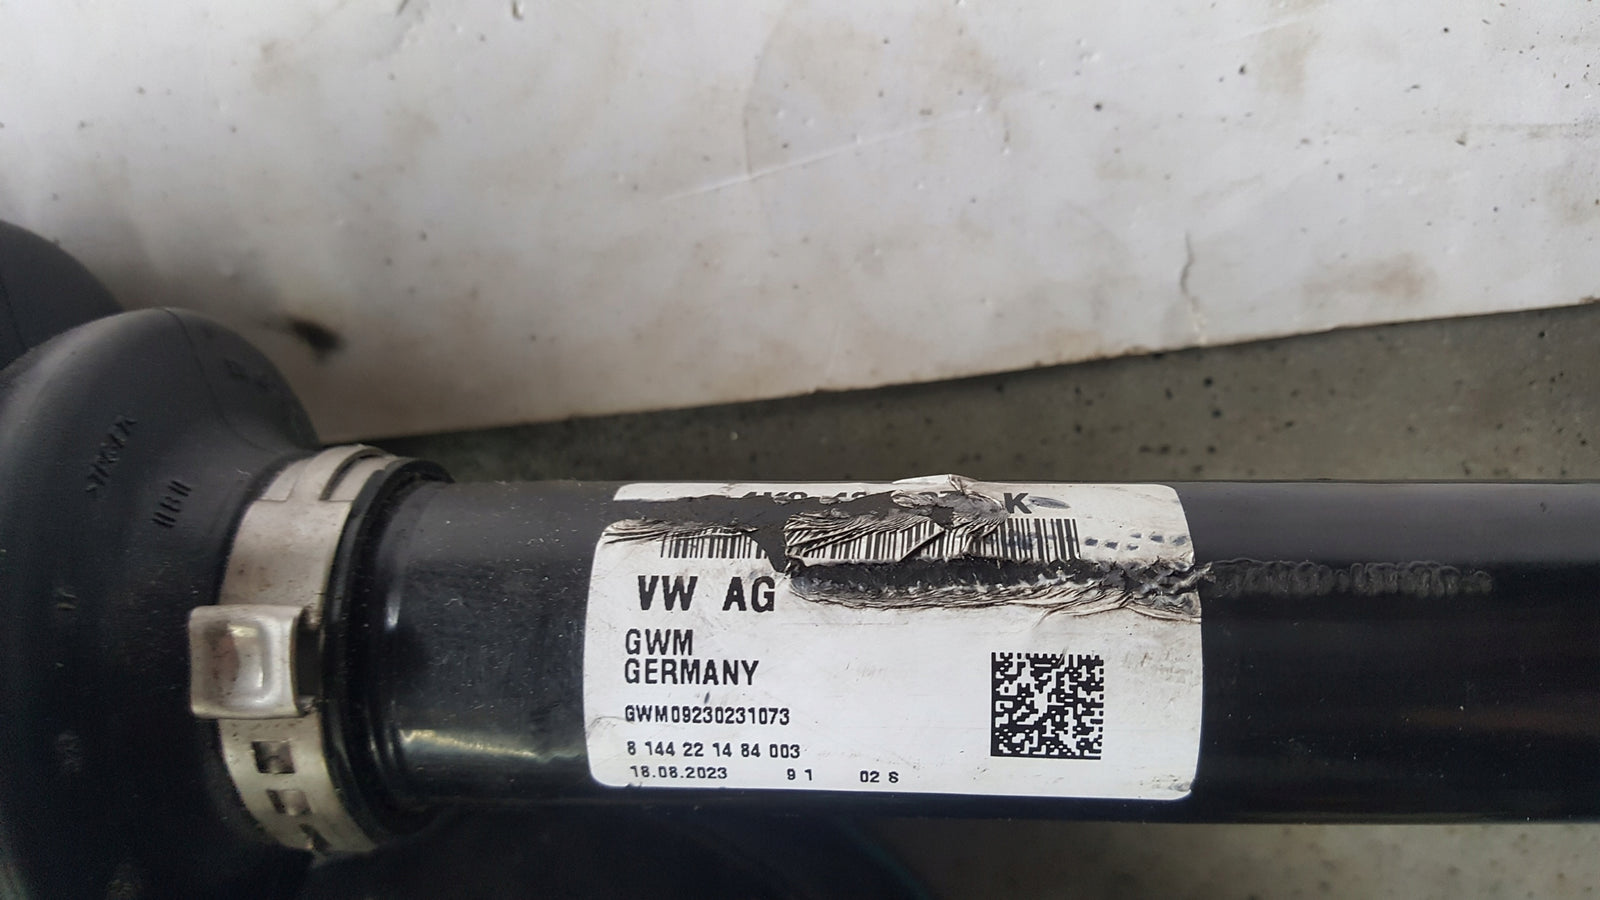 K
VW AG
GWM
GERMANY
GWM09230231073
8 144 22 14 84 003
18.08.2023 9 1 02 S